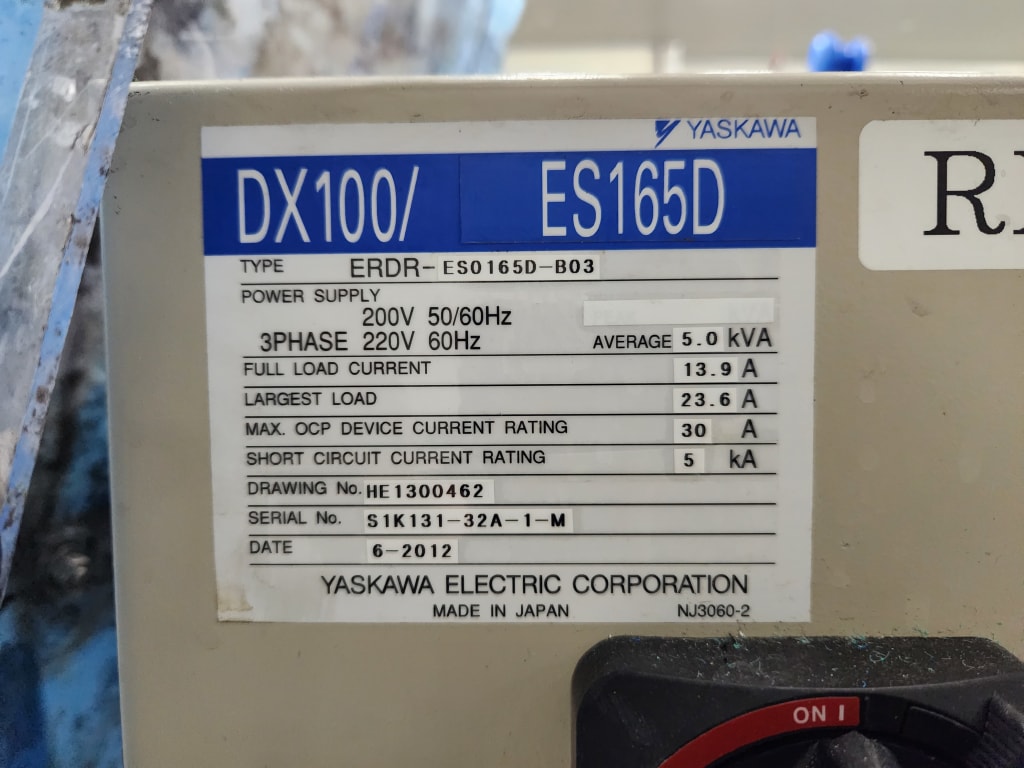 YASKAWA
DX100/ ES165D
TYPE ERDR-ES0165D-B03
POWER SUPPLY
200V 50/60Hz
3PHASE 220V 60Hz AVERAGE 5.0 kVA
FULL LOAD CURRENT 13.9 A
LARGEST LOAD 23.6 A
MAX. OCP DEVICE CURRENT RATING 30 A
SHORT CIRCUIT CURRENT RATING 5 kA
DRAWING No. HE1300462
SERIAL No. S1K131-32A-1-M
DATE 6-2012
YASKAWA ELECTRIC CORPORATION
MADE IN JAPAN NJ3060-2
ON I